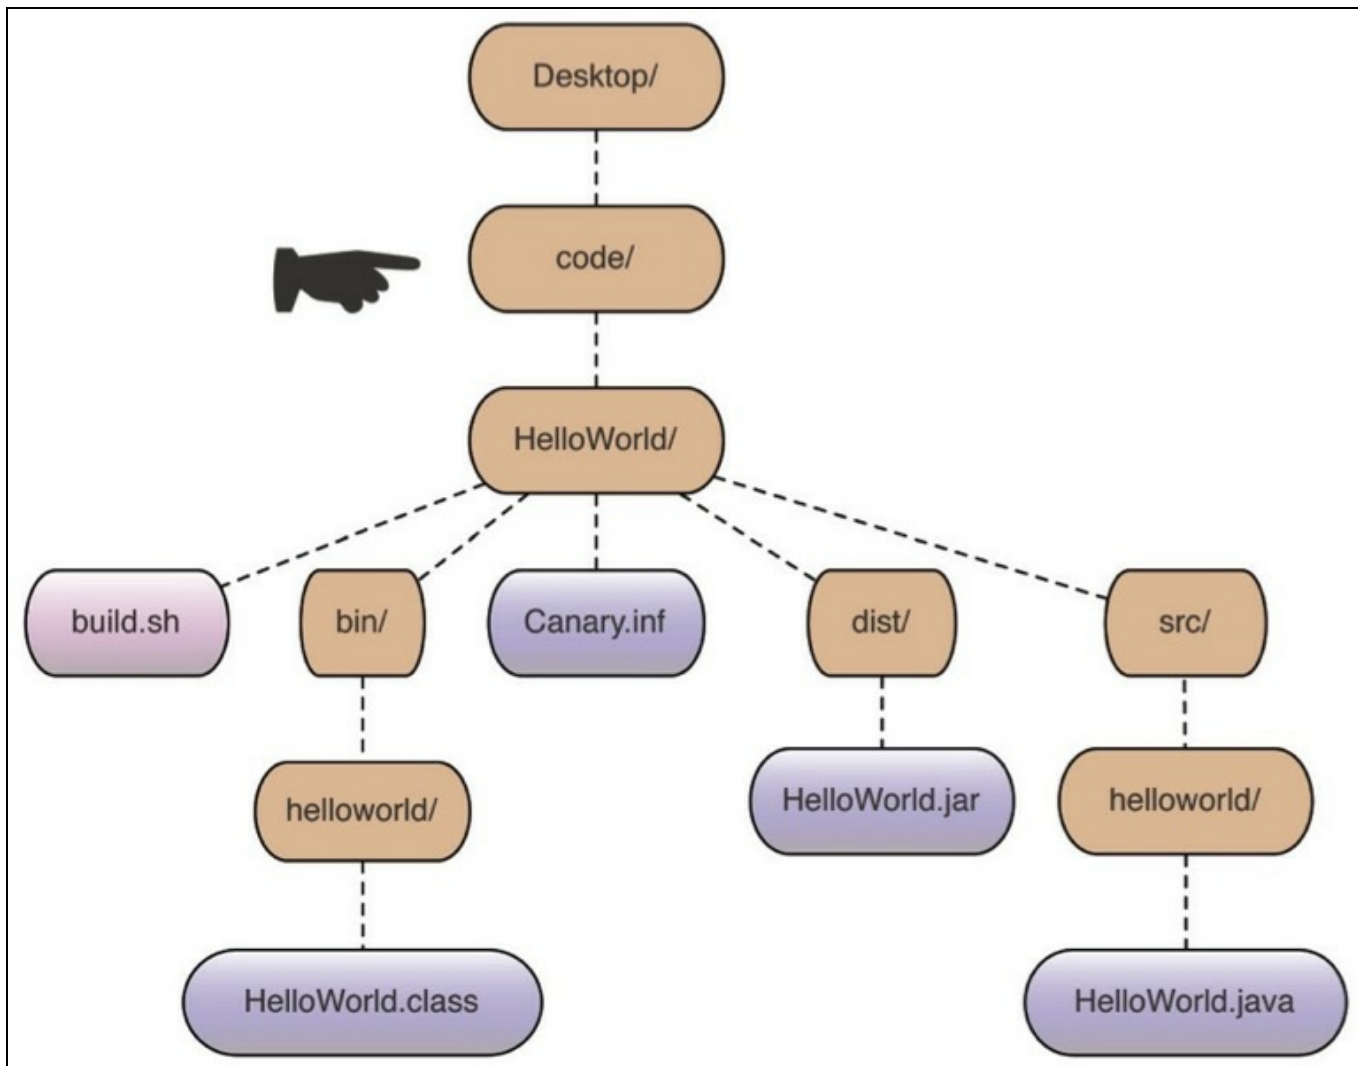 Desktop/
code/
HelloWorld/
build.sh
bin/
Canary.inf
dist/
src/
helloworld/
HelloWorld.jar
helloworld/
HelloWorld.class
HelloWorld.java